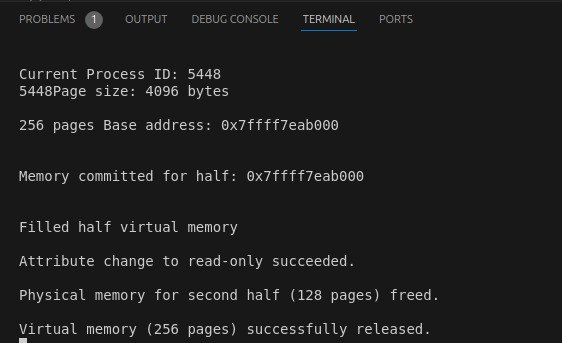 PROBLEMS 1 OUTPUT DEBUG CONSOLE TERMINAL PORTS
Current Process ID: 5448
5448Page size: 4096 bytes
256 pages Base address: 0x7ffff7eab000
Memory committed for half: 0x7ffff7eab000
Filled half virtual memory
Attribute change to read-only succeeded.
Physical memory for second half (128 pages) freed.
Virtual memory (256 pages) successfully released.